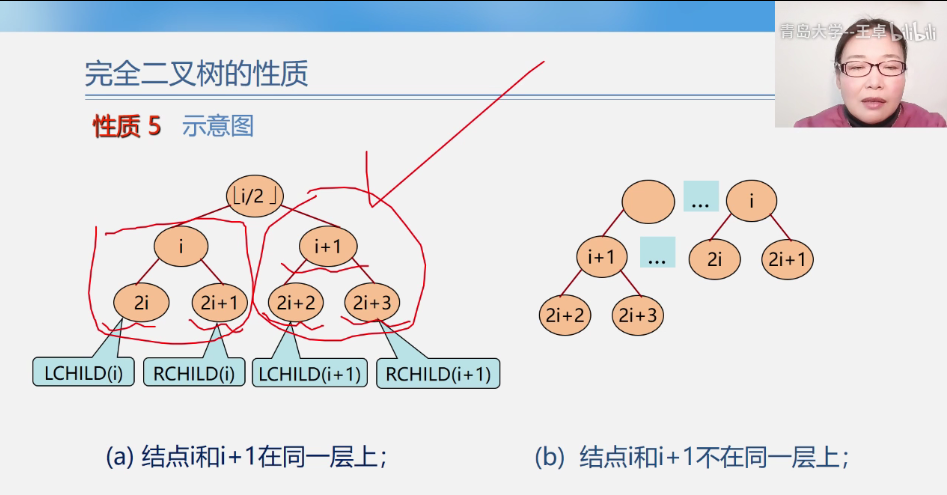 青岛大学--王卓 bilibili
完全二叉树的性质
性质 5 示意图
⌊i/2⌋
i
i+1
2i
2i+1
2i+2
2i+3
LCHILD(i)
RCHILD(i)
LCHILD(i+1)
RCHILD(i+1)
(a) 结点i和i+1在同一层上;
...
i
i+1
...
2i
2i+1
2i+2
2i+3
(b) 结点i和i+1不在同一层上;